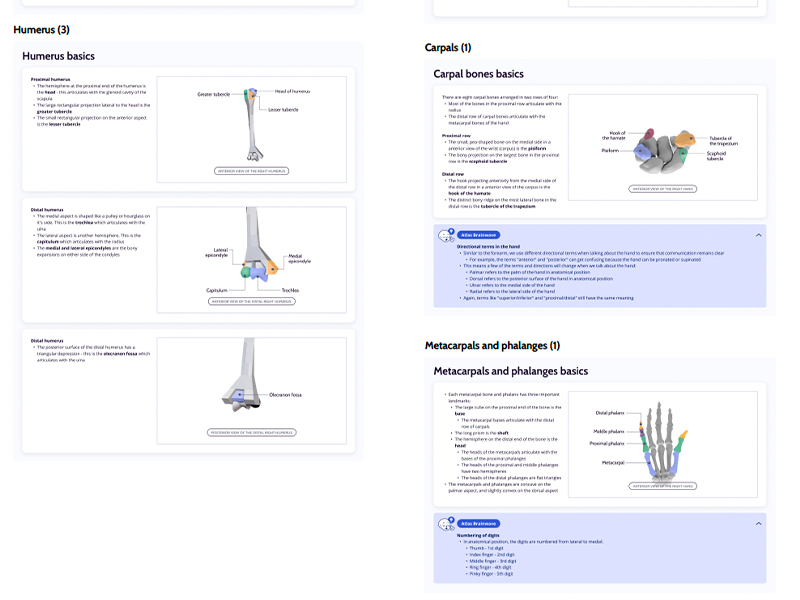 Humerus (3)
Humerus basics
Proximal humerus
• The hemisphere at the proximal end of the humerus is
the head - this articulates with the glenoid cavity of the
scapula
• The large rectangular projection lateral to the head is the
greater tubercle
• The small rectangular projection on the anterior aspect
is the lesser tubercle
Greater tubercle
Head of humerus
Lesser tubercle
ANTERIOR VIEW OF THE RIGHT HUMERUS
Distal humerus
• The medial aspect is shaped like a pulley or hourglass on
it's side. This is the trochlea which articulates with the
ulna
• The lateral aspect is another hemisphere. This is the
capitulum which articulates with the radius
• The medial and lateral epicondyles are the bony
expansions on either side of the condyles
Lateral
epicondyle
Medial
epicondyle
Capitulum
Trochlea
ANTERIOR VIEW OF THE DISTAL RIGHT HUMERUS
Distal humerus
• The posterior surface of the distal humerus has a
triangular depression - this is the olecranon fossa which
articulates with the ulna
Olecranon fossa
POSTERIOR VIEW OF THE DISTAL RIGHT HUMERUS
Carpals (1)
Carpal bones basics
There are eight carpal bones arranged in two rows of four:
• Most of the bones in the proximal row articulate with the
radius
• The distal row of carpal bones articulate with the
metacarpal bones of the hand
Proximal row
• The small, pea-shaped bone on the medial side in a
anterior view of the wrist (carpus) is the pisiform
• The bony projection on the largest bone in the proximal
row is the scaphoid tubercle
Distal row
• The hook projecting anteriorly from the medial side of
the distal row in a anterior view of the carpus is the
hook of the hamate
• The distinct bony ridge on the most lateral bone in the
distal row is the tubercle of the trapezium
Hook of
the hamate
Pisiform
Tubercle of
the trapezium
Scaphoid
tubercle
ANTERIOR VIEW OF THE RIGHT HAND
Atlas Brainwave
Directional terms in the hand
• Similar to the forearm, we use different directional terms when talking about the hand to ensure that communication remains clear
• For example, the terms "anterior" and "posterior" can get confusing because the hand can be pronated or supinated
• This means a few of the terms and directions will change when we talk about the hand
• Palmar refers to the palm of the hand in anatomical position
• Dorsal refers to the posterior surface of the hand in anatomical position
• Ulnar refers to the medial side of the hand
• Radial refers to the lateral side of the hand
• Again, terms like "superior/inferior" and "proximal/distal" still have the same meaning
Metacarpals and phalanges (1)
Metacarpals and phalanges basics
• Each metacarpal bone and phalanx has three important
landmarks:
• The large cube on the proximal end of the bone is the
base
• The metacarpal bases articulate with the distal
row of carpals
• The long prism is the shaft
• The hemisphere on the distal end of the bone is the
head
• The heads of the metacarpals articulate with the
bases of the proximal phalanges
• The heads of the proximal and middle phalanges
have two hemispheres
• The heads of the distal phalanges are flat triangles
• The metacarpals and phalanges are concave on the
palmar aspect, and slightly convex on the dorsal aspect
Distal phalanx
Middle phalanx
Proximal phalanx
Metacarpal
ANTERIOR VIEW OF THE RIGHT HAND
Atlas Brainwave
Numbering of digits
• In anatomical position, the digits are numbered from lateral to medial:
• Thumb - 1st digit
• Index finger - 2nd digit
• Middle finger - 3rd digit
• Ring finger - 4th digit
• Pinky finger - 5th digit